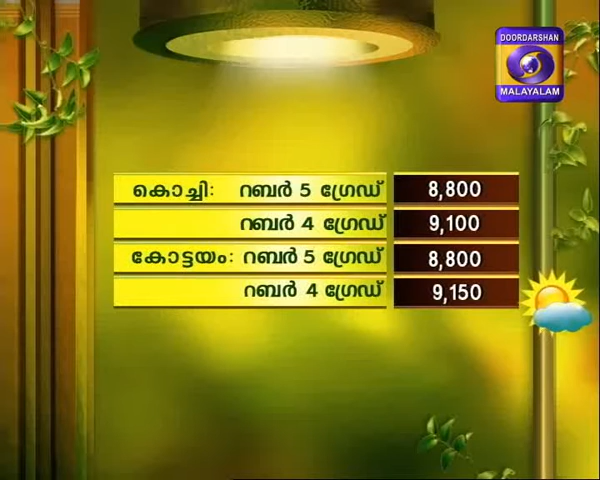 DOORDARSHAN
MALAYALAM
കൊച്ചി: റബർ 5 ഗ്രേഡ് 8,800
റബർ 4 ഗ്രേഡ് 9,100
കോട്ടയം: റബർ 5 ഗ്രേഡ് 8,800
റബർ 4 ഗ്രേഡ് 9,150